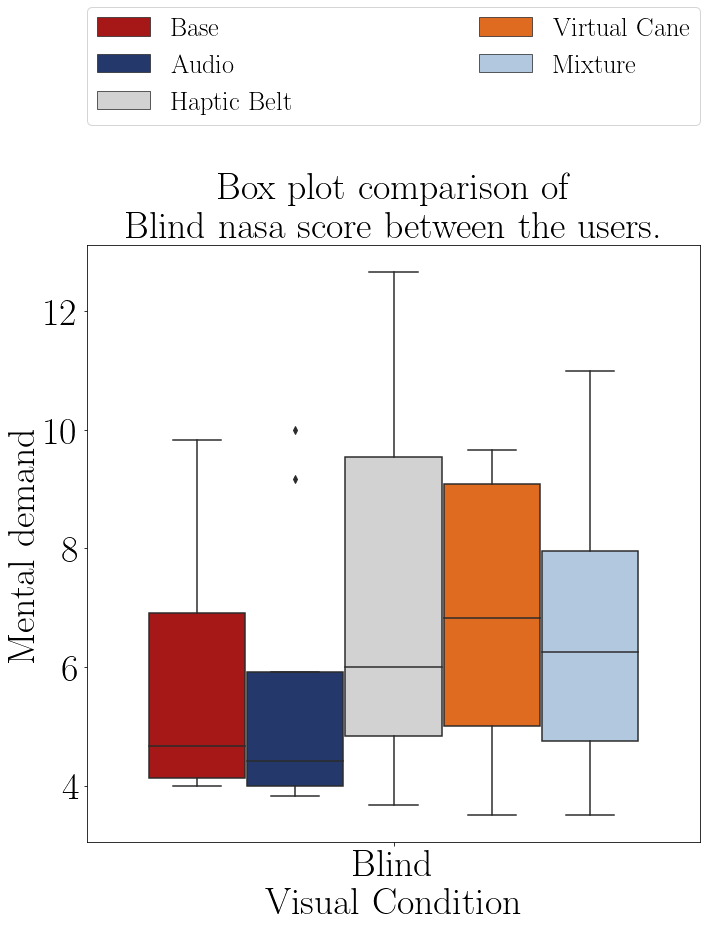 Base
Audio
Haptic Belt
Virtual Cane
Mixture
Box plot comparison of
Blind nasa score between the users.
12
10
8
6
4
Mental demand
Blind
Visual Condition